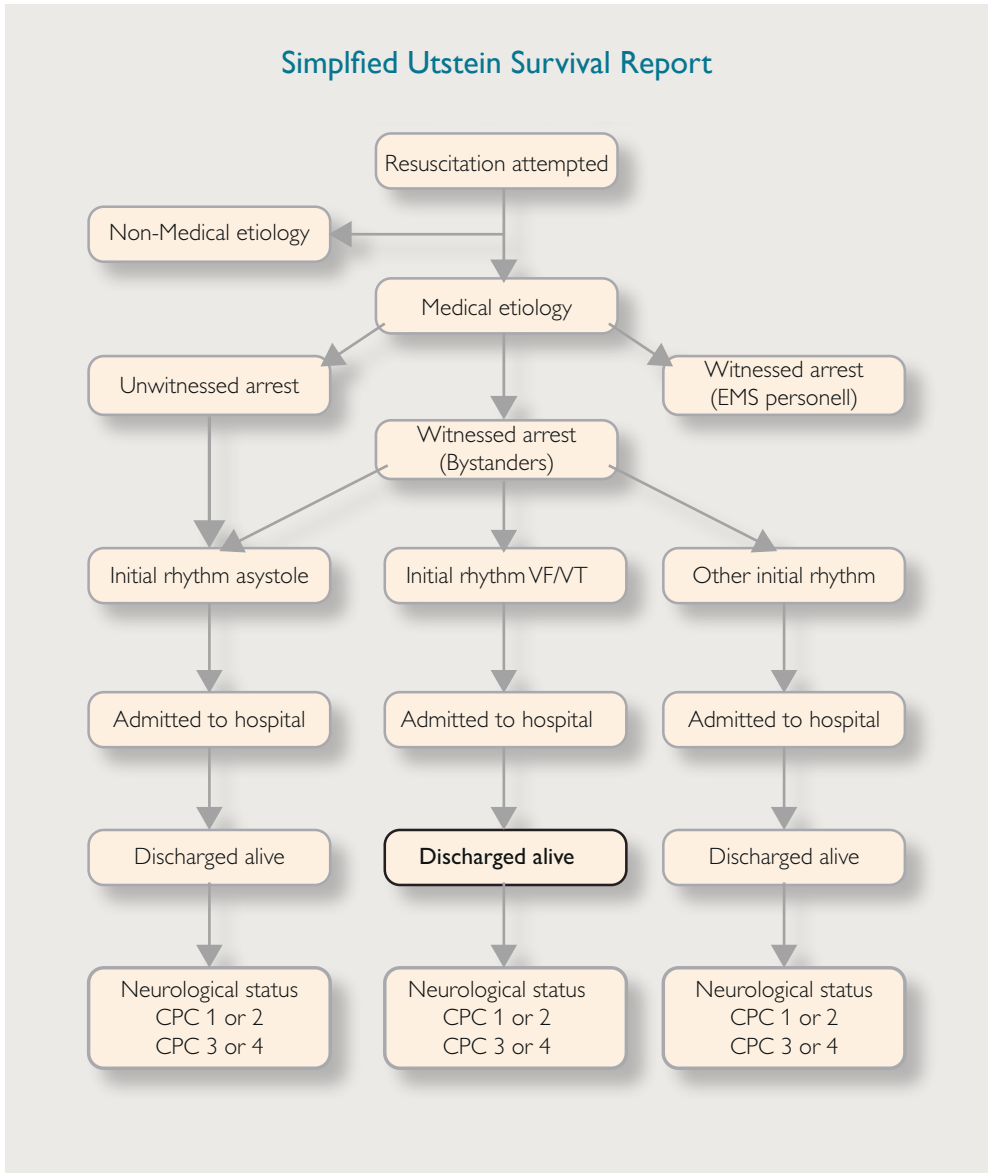 Simplfied Utstein Survival Report
Resuscitation attempted
Non-Medical etiology
Medical etiology
Unwitnessed arrest
Witnessed arrest
(EMS personell)
Witnessed arrest
(Bystanders)
Initial rhythm asystole
Initial rhythm VF/VT
Other initial rhythm
Admitted to hospital
Admitted to hospital
Admitted to hospital
Discharged alive
Discharged alive
Discharged alive
Neurological status
CPC 1 or 2
CPC 3 or 4
Neurological status
CPC 1 or 2
CPC 3 or 4
Neurological status
CPC 1 or 2
CPC 3 or 4